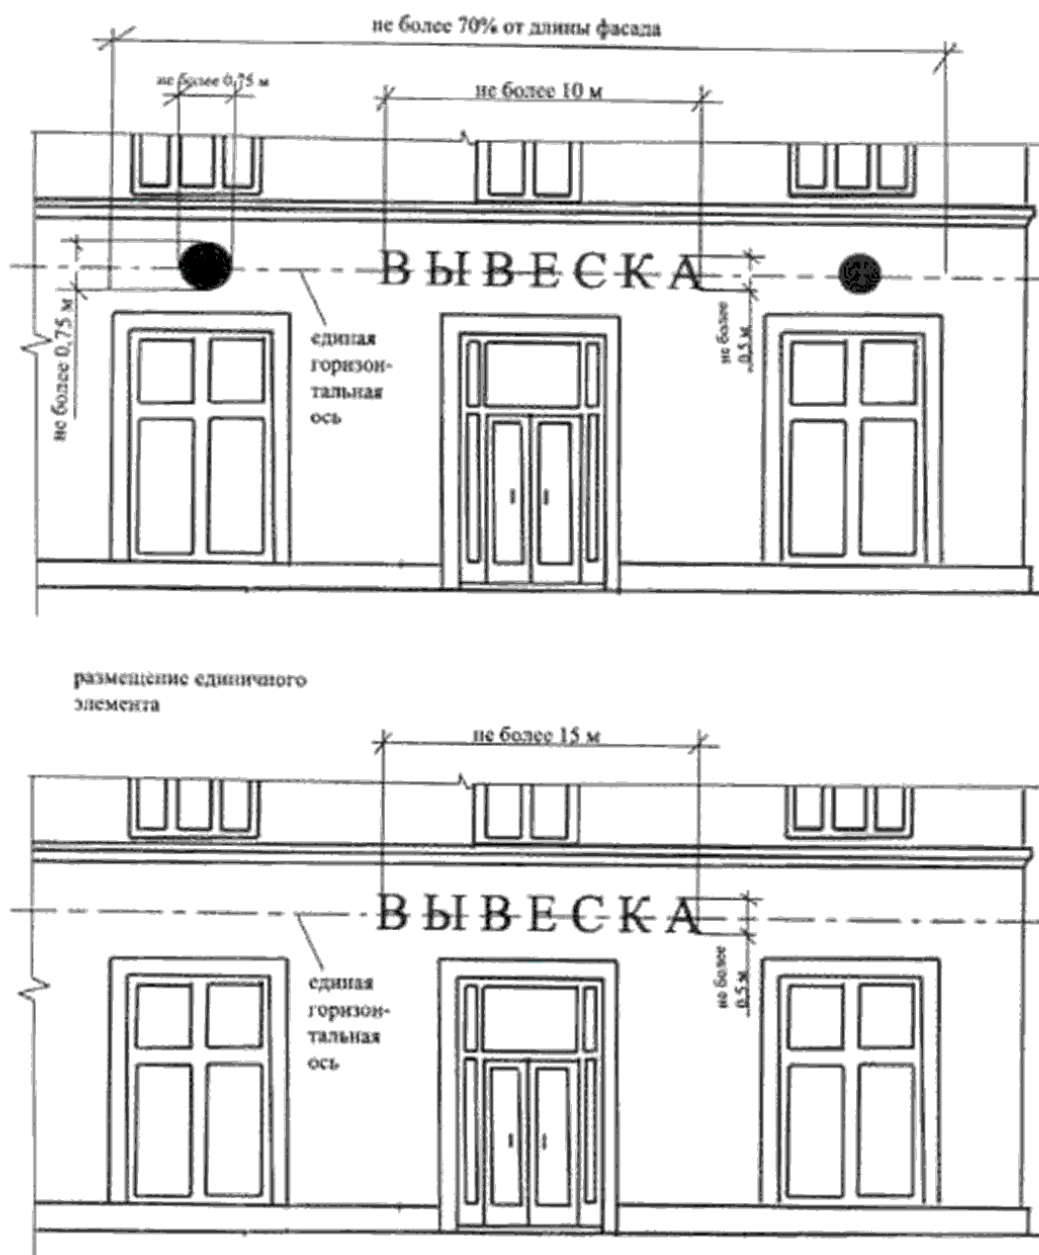 не более 70% от длины фасада
не более 0,75 м
не более 10 м
ВЫВЕСКА
не более 0,75 м
единая
горизон-
тальная
ось
не более
0,5 м
размещение единичного
элемента
не более 15 м
ВЫВЕСКА
единая
горизон-
тальная
ось
не более
0,5 м